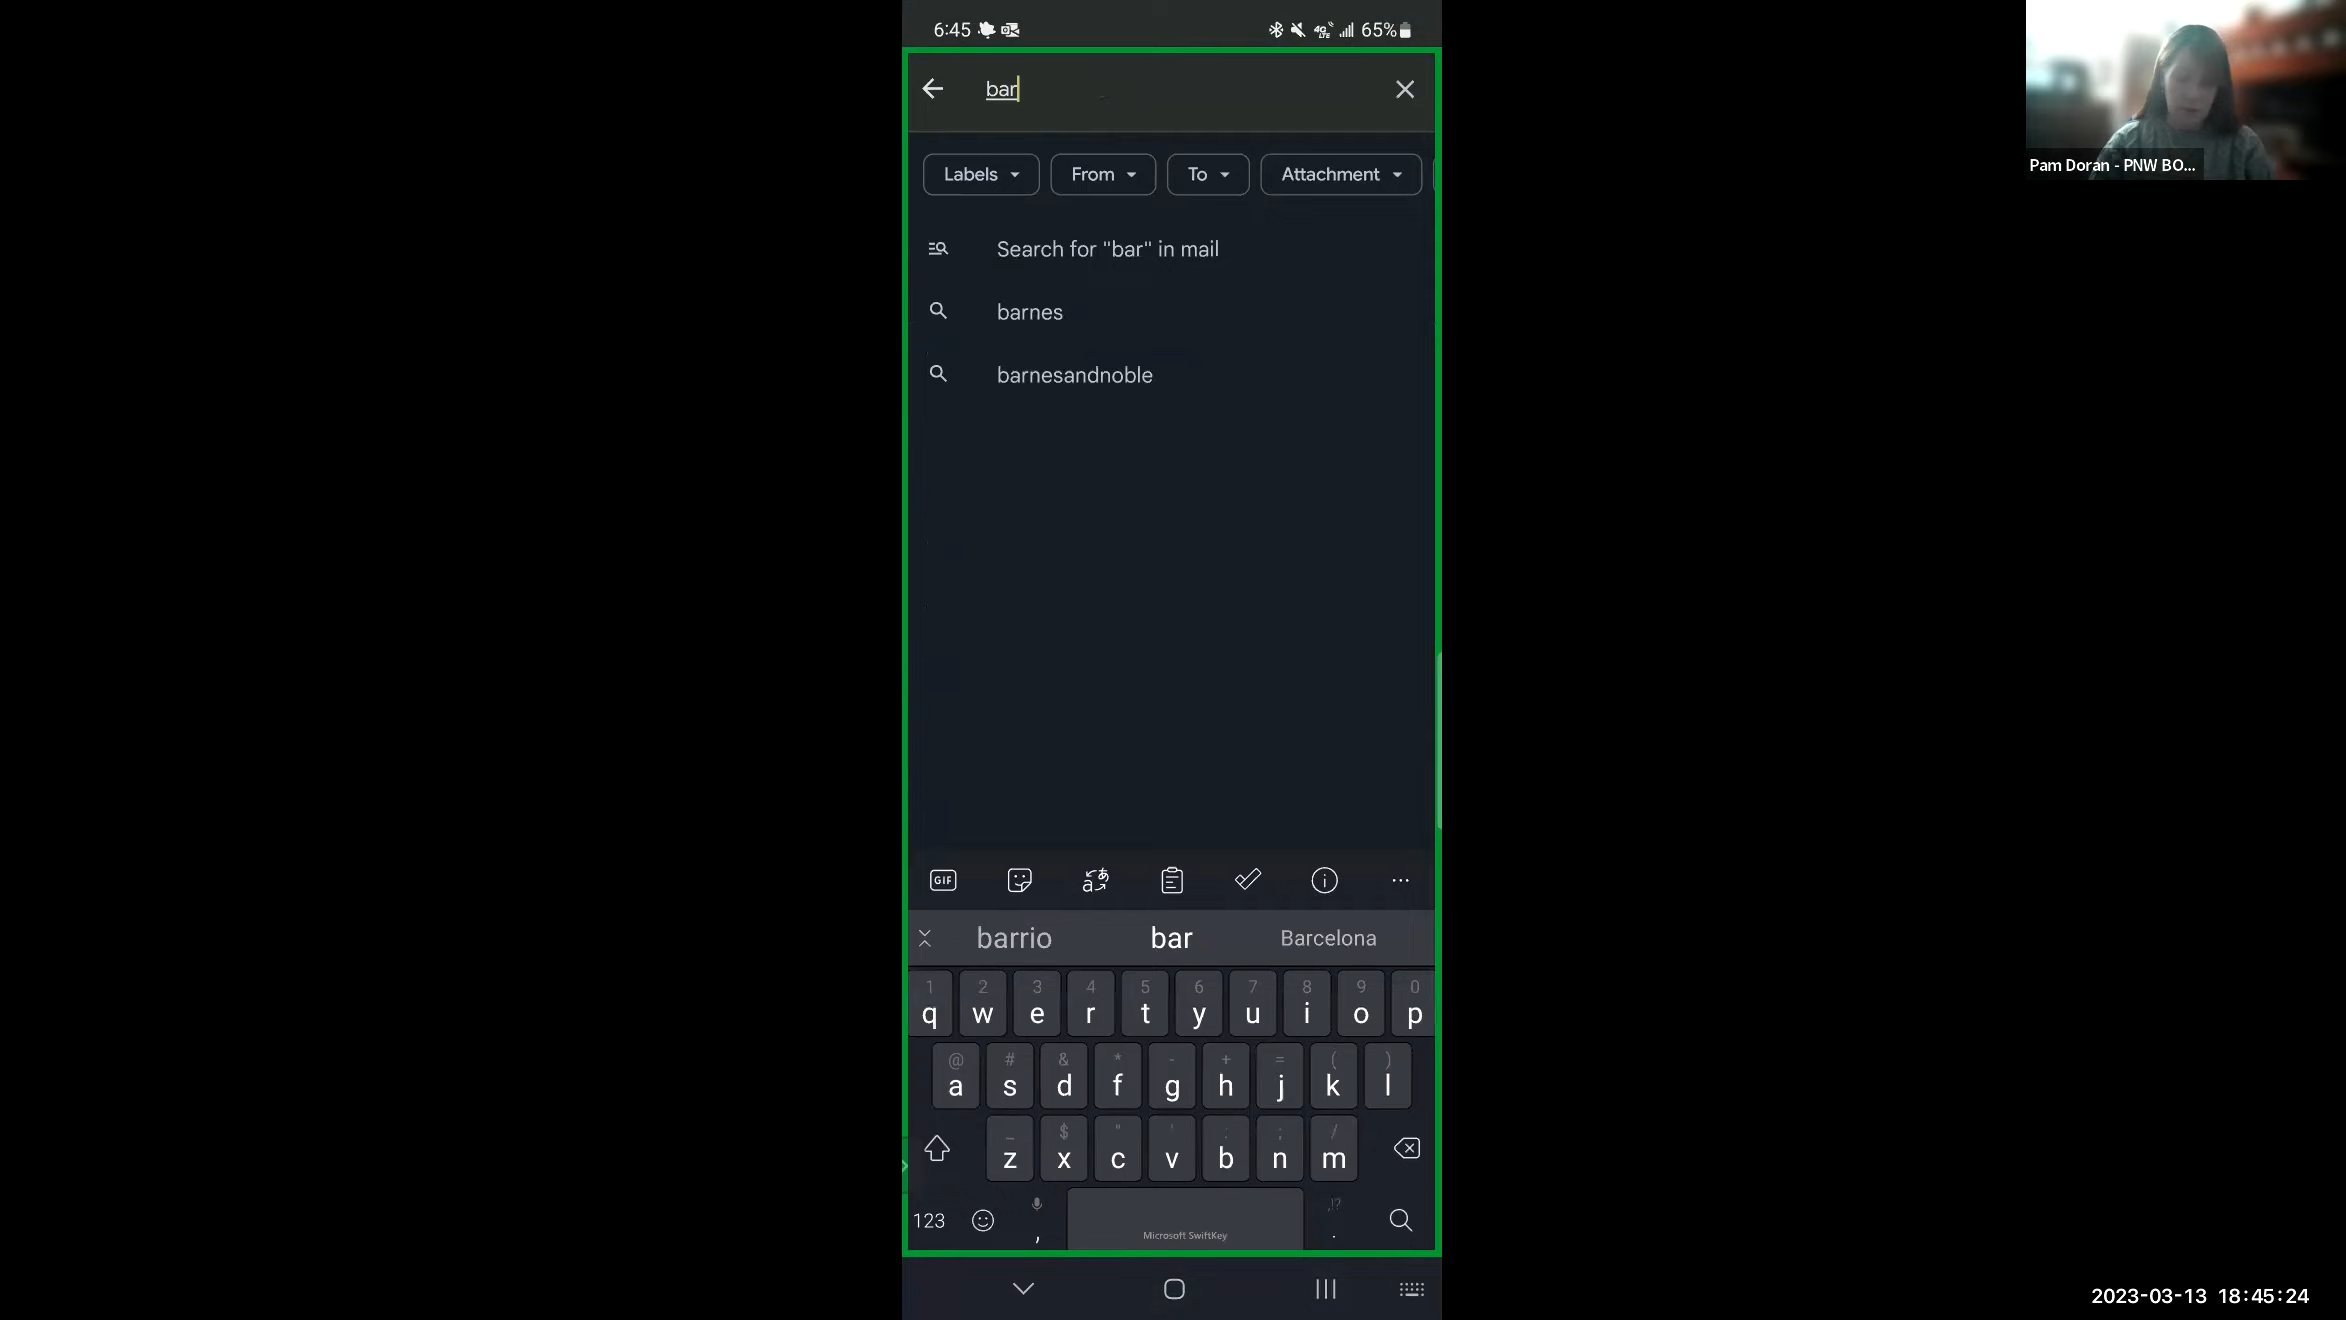 6:45 65%
Pam Doran - PNW BO...
bar
Labels From To Attachment
Search for "bar" in mail
barnes
barnesandnoble
GIF
barrio bar Barcelona
1 2 3 4 5 6 7 8 9 0
q w e r t y u i o p
@ # & * - + = ( )
a s d f g h j k l
_ $ " ' : ; /
z x c v b n m
,!?
123 , .
Microsoft SwiftKey
2023-03-13 18:45:24